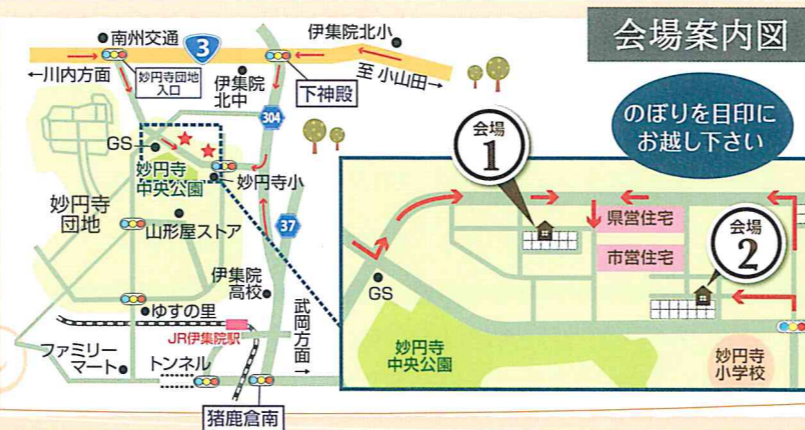 会場案内図
のぼりを目印に
お越し下さい
南州交通
3
伊集院北小
←川内方面
妙円寺団地
入口
伊集院
北中
下神殿
至 小山田→
304
GS
妙円寺
中央公園
妙円寺小
妙円寺
団地
山形屋ストア
37
伊集院
高校
ゆすの里
JR伊集院駅
武岡方面→
ファミリー
マート
トンネル
猪鹿倉南
会場
1
県営住宅
市営住宅
会場
2
GS
妙円寺
中央公園
妙円寺
小学校